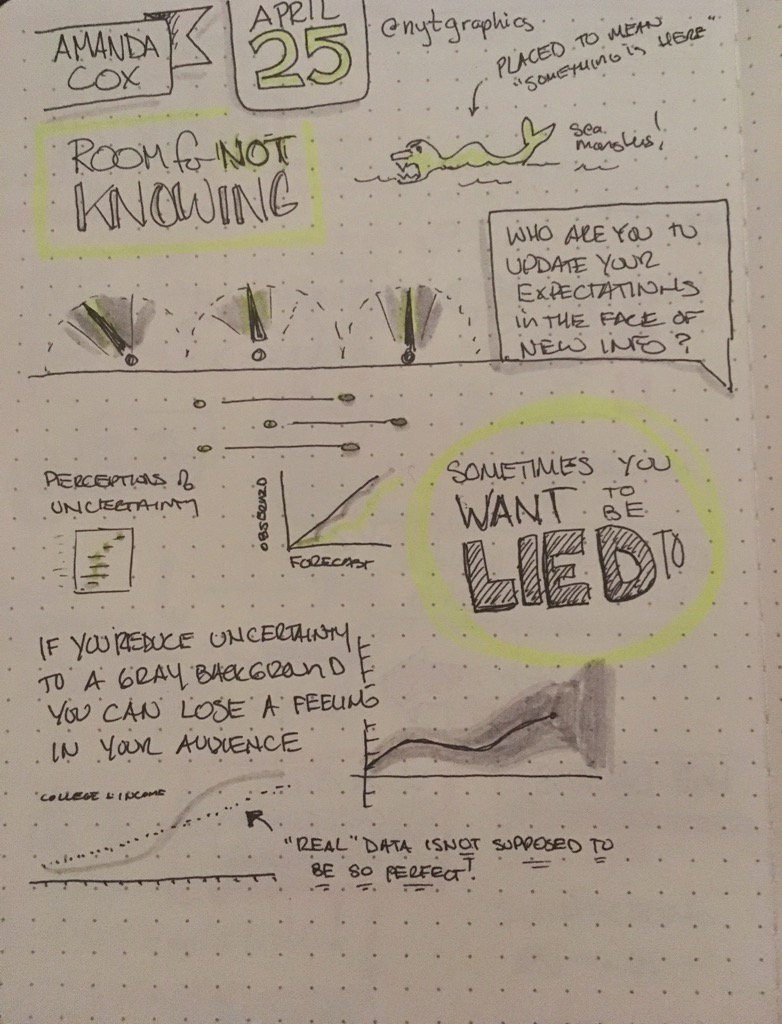 AMANDA
COX
APRIL
25
@nytgraphics
PLACED TO MEAN
"SOMETHING IS HERE"
sea
monsters!
ROOM for NOT
KNOWING
WHO ARE YOU TO
UPDATE YOUR
EXPECTATIONS
in THE FACE OF
NEW INFO?
PERCEPTIONS of
UNCERTAINTY
OBSERVED
FORECAST
SOMETIMES YOU
WANT TO BE
LIED TO
IF YOU REDUCE UNCERTAINTY
TO A GRAY BACKGROUND
YOU CAN LOSE A FEELING
IN YOUR AUDIENCE
COLLEGE & INCOME
"REAL" DATA IS NOT SUPPOSED TO
BE SO PERFECT!